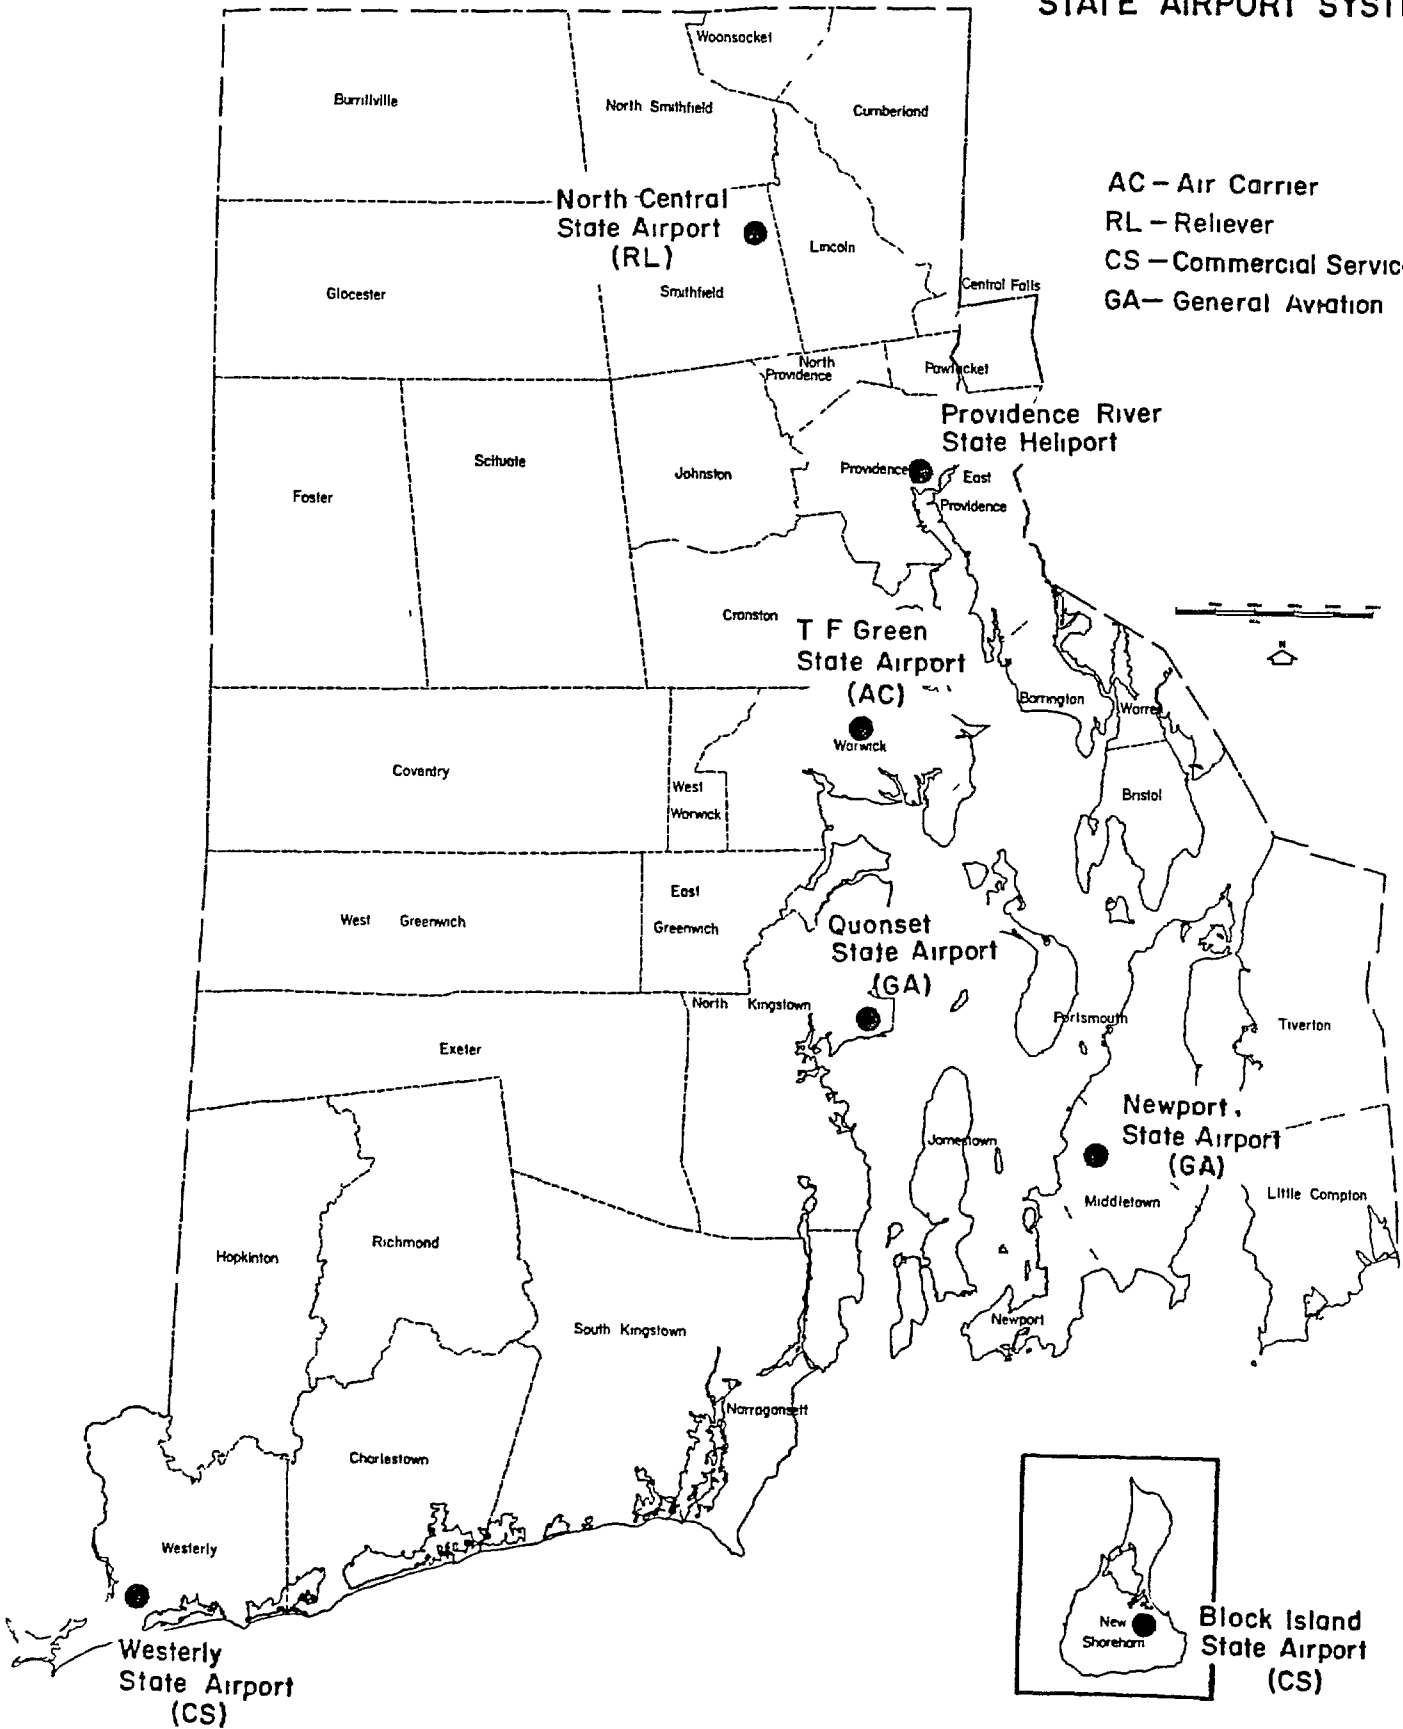 STATE AIRPORT SYST
Woonsocket
Burrillville
North Smithfield
Cumberland
AC – Air Carrier
RL – Reliever
CS – Commercial Servic
GA – General Aviation
North Central
State Airport
(RL)
Lincoln
Glocester
Smithfield
Central Falls
North
Providence
Pawtucket
Providence River
State Heliport
Scituate
Johnston
Providence
East
Providence
Foster
Cranston
T F Green
State Airport
(AC)
N
Barrington
Warren
Warwick
Coventry
West
Warwick
Bristol
East
Greenwich
West Greenwich
Quonset
State Airport
(GA)
North Kingstown
Portsmouth
Tiverton
Exeter
Newport
State Airport
(GA)
Jamestown
Middletown
Little Compton
Hopkinton
Richmond
South Kingstown
Newport
Narragansett
Charlestown
Westerly
Westerly
State Airport
(CS)
New
Shoreham
Block Island
State Airport
(CS)